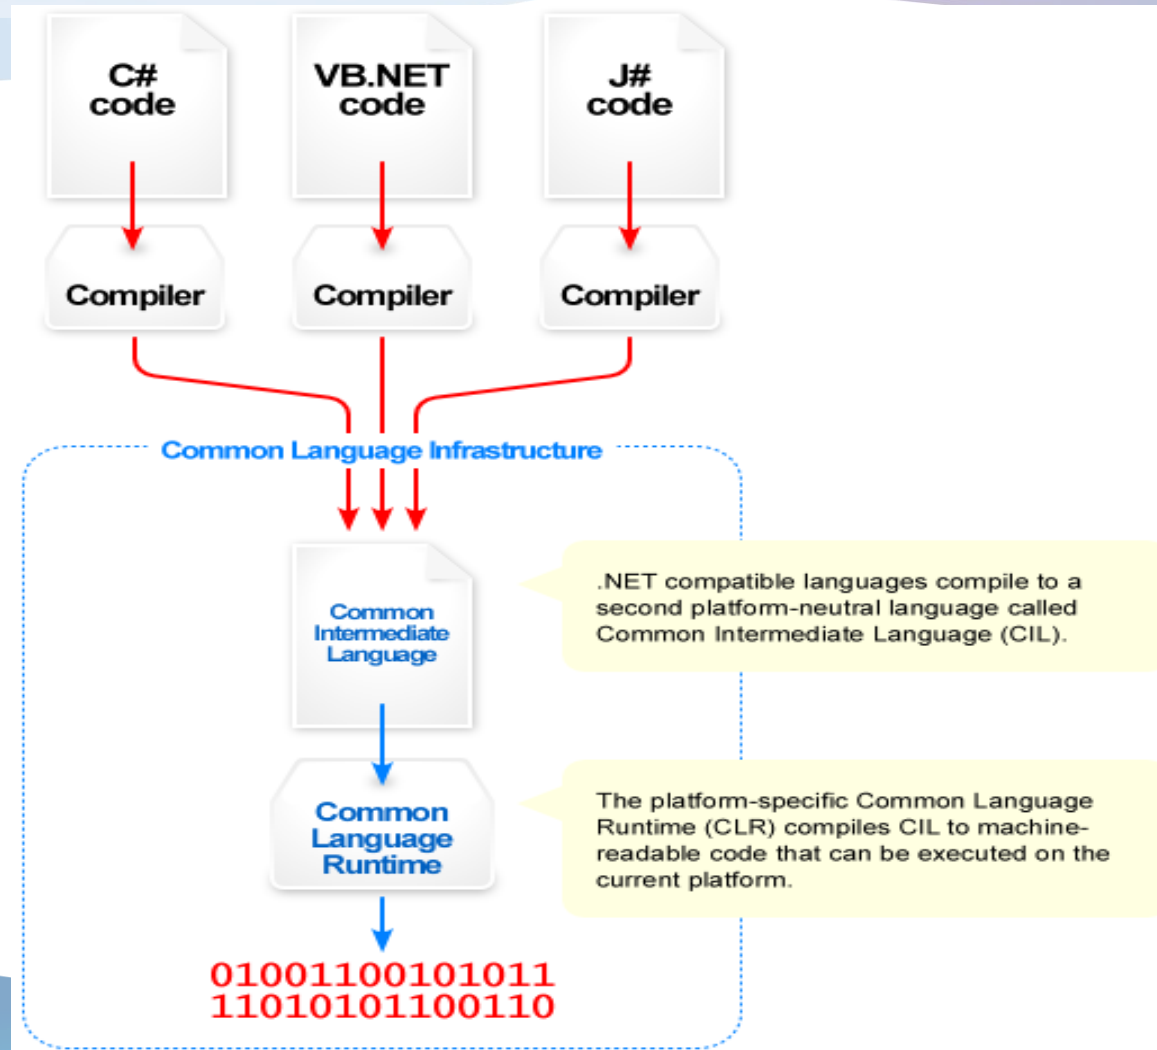 C#
code
VB.NET
code
J#
code
Compiler
Compiler
Compiler
Common Language Infrastructure
Common
Intermediate
Language
.NET compatible languages compile to a
second platform-neutral language called
Common Intermediate Language (CIL).
Common
Language
Runtime
The platform-specific Common Language
Runtime (CLR) compiles CIL to machine-
readable code that can be executed on the
current platform.
01001100101011
11010101100110